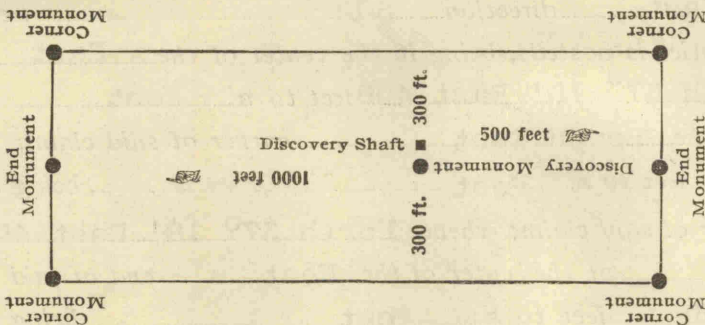 Corner
Monument
Corner
Monument
End
Monument
300 ft.
500 feet
Discovery Shaft
Discovery Monument
1000 feet
300 ft.
End
Monument
Corner
Monument
Corner
Monument